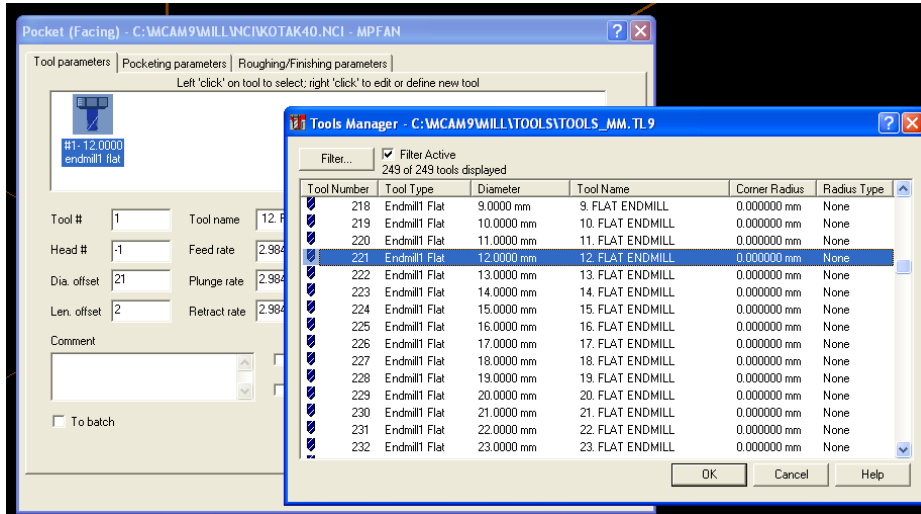 Pocket (Facing) - C:\MCAM9\MILL\NCI\KOTAK40.NCI - MPFAN
Tool parameters | Pocketing parameters | Roughing/Finishing parameters |
Left 'click' on tool to select; right 'click' to edit or define new tool
#1- 12.0000
endmill1 flat
Tool # 1 Tool name 12. F
Head # -1 Feed rate 2.984
Dia. offset 21 Plunge rate 2.984
Len. offset 2 Retract rate 2.984
Comment
To batch
Tools Manager - C:\MCAM9\MILL\TOOLS\TOOLS_MM.TL9
Filter... Filter Active
249 of 249 tools displayed
Tool Number Tool Type Diameter Tool Name Corner Radius Radius Type
218 Endmill1 Flat 9.0000 mm 9. FLAT ENDMILL 0.000000 mm None
219 Endmill1 Flat 10.0000 mm 10. FLAT ENDMILL 0.000000 mm None
220 Endmill1 Flat 11.0000 mm 11. FLAT ENDMILL 0.000000 mm None
221 Endmill1 Flat 12.0000 mm 12. FLAT ENDMILL 0.000000 mm None
222 Endmill1 Flat 13.0000 mm 13. FLAT ENDMILL 0.000000 mm None
223 Endmill1 Flat 14.0000 mm 14. FLAT ENDMILL 0.000000 mm None
224 Endmill1 Flat 15.0000 mm 15. FLAT ENDMILL 0.000000 mm None
225 Endmill1 Flat 16.0000 mm 16. FLAT ENDMILL 0.000000 mm None
226 Endmill1 Flat 17.0000 mm 17. FLAT ENDMILL 0.000000 mm None
227 Endmill1 Flat 18.0000 mm 18. FLAT ENDMILL 0.000000 mm None
228 Endmill1 Flat 19.0000 mm 19. FLAT ENDMILL 0.000000 mm None
229 Endmill1 Flat 20.0000 mm 20. FLAT ENDMILL 0.000000 mm None
230 Endmill1 Flat 21.0000 mm 21. FLAT ENDMILL 0.000000 mm None
231 Endmill1 Flat 22.0000 mm 22. FLAT ENDMILL 0.000000 mm None
232 Endmill1 Flat 23.0000 mm 23. FLAT ENDMILL 0.000000 mm None
OK Cancel Help